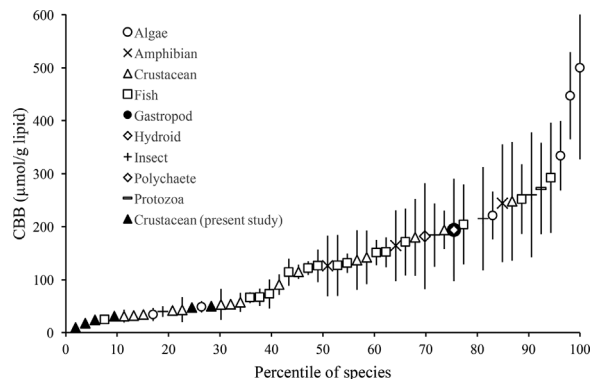 600
500
400
300
200
100
0
CBB (μmol/g lipid)
Algae
Amphibian
Crustacean
Fish
Gastropod
Hydroid
Insect
Polychaete
Protozoa
Crustacean (present study)
0 10 20 30 40 50 60 70 80 90 100
Percentile of species